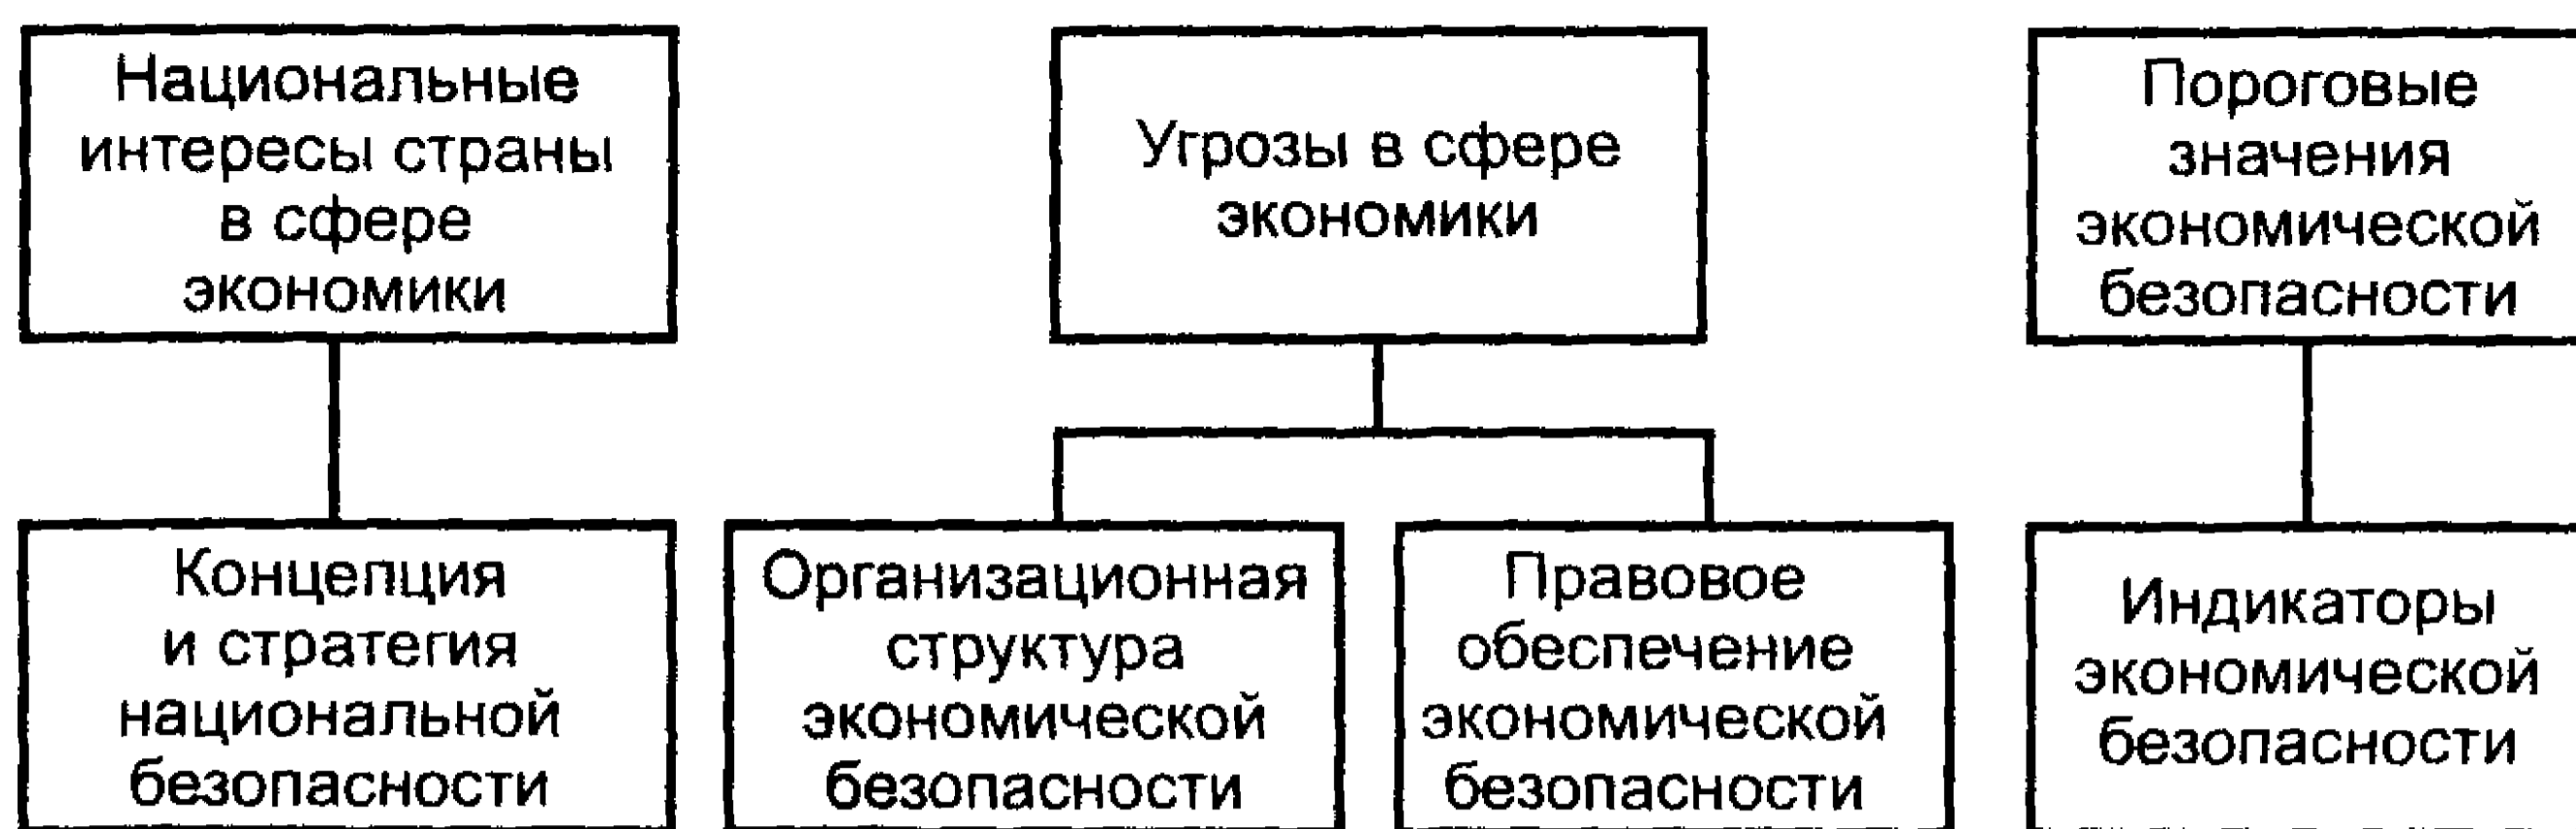 Национальные
интересы страны
в сфере
экономики
Угрозы в сфере
экономики
Пороговые
значения
экономической
безопасности
Концепция
и стратегия
национальной
безопасности
Организационная
структура
экономической
безопасности
Правовое
обеспечение
экономической
безопасности
Индикаторы
экономической
безопасности